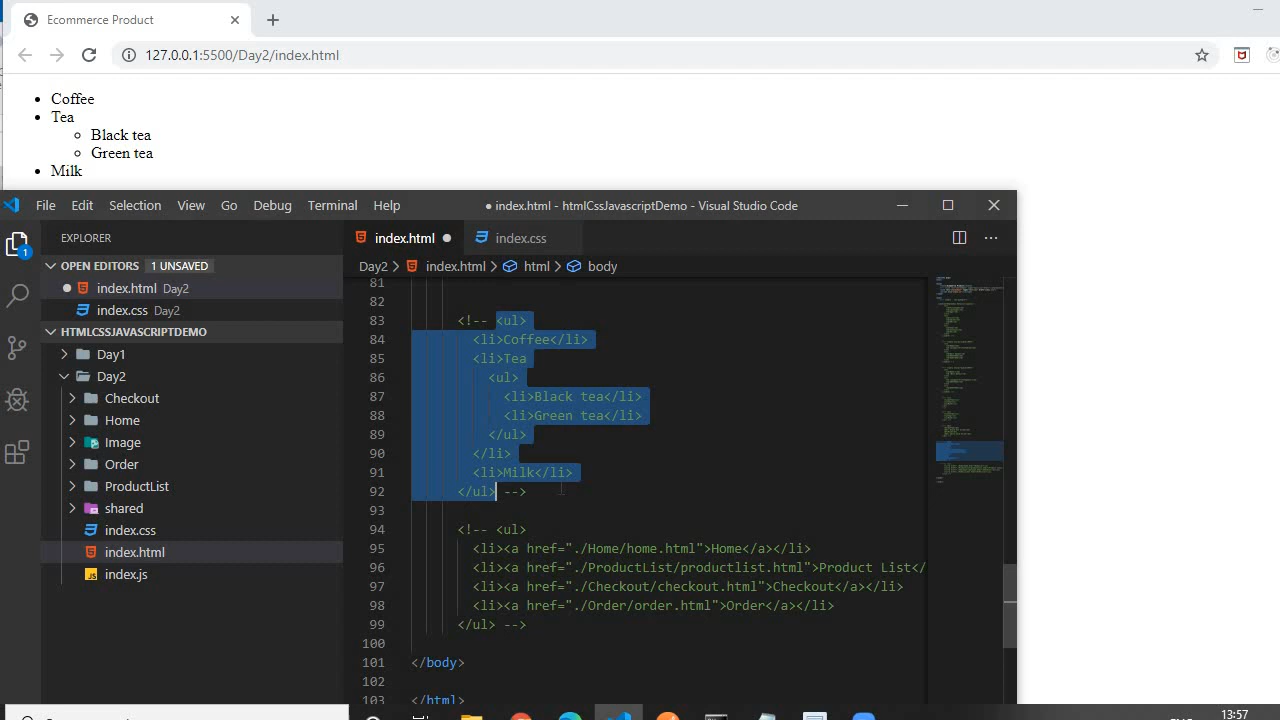 Ecommerce Product
127.0.0.1:5500/Day2/index.html
Coffee
Tea
Black tea
Green tea
Milk
File Edit Selection View Go Debug Terminal Help
● index.html - htmlCssJavascriptDemo - Visual Studio Code
EXPLORER
OPEN EDITORS 1 UNSAVED
index.html Day2
index.css Day2
HTMLCSSJAVASCRIPTDEMO
Day1
Day2
Checkout
Home
Image
Order
ProductList
shared
index.css
index.html
JS index.js
1
index.html
index.css
Day2 > index.html > html > body
81
82
83 <!-- <ul>
84 <li>Coffee</li>
85 <li>Tea
86 <ul>
87 <li>Black tea</li>
88 <li>Green tea</li>
89 </ul>
90 </li>
91 <li>Milk</li>
92 </ul> -->
93
94 <!-- <ul>
95 <li><a href="./Home/home.html">Home</a></li>
96 <li><a href="./ProductList/productlist.html">Product List</
97 <li><a href="./Checkout/checkout.html">Checkout</a></li>
98 <li><a href="./Order/order.html">Order</a></li>
99 </ul> -->
100
101 </body>
102
103 </html>
13:57